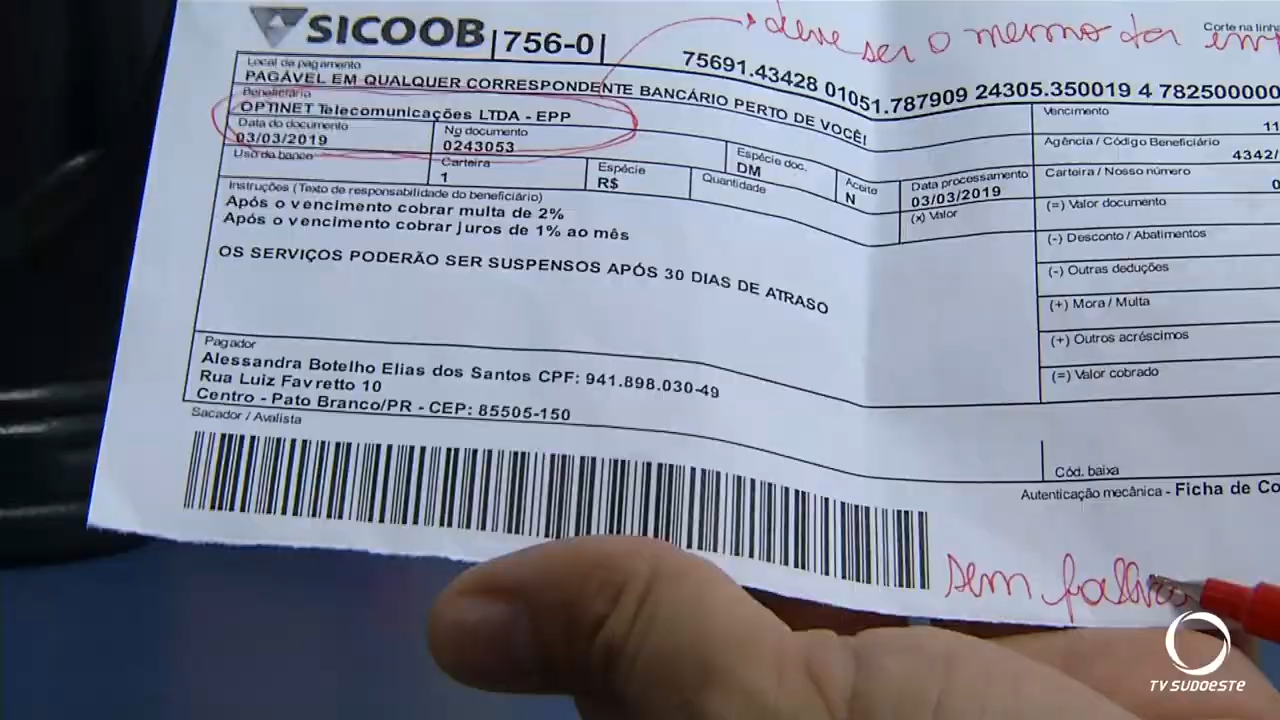 SICOOB |756-0|
deve ser o mesmo da
Corte na linha
75691.43428 01051.787909 24305.350019 4 782500000
Local de pagamento
PAGÁVEL EM QUALQUER CORRESPONDENTE BANCÁRIO PERTO DE VOCÊ!
Vencimento
11
Beneficiário
OPTINET Telecomunicações LTDA - EPP
Agência / Código Beneficiário
4342/
Data do documento
03/03/2019
Nº documento
0243053
Espécie doc.
DM
Aceite
N
Data processamento
03/03/2019
Carteira / Nosso número
0
Uso do banco
Carteira
1
Espécie
R$
Quantidade
(x) Valor
(=) Valor documento
Instruções (Texto de responsabilidade do beneficiário)
Após o vencimento cobrar multa de 2%
Após o vencimento cobrar juros de 1% ao mês
OS SERVIÇOS PODERÃO SER SUSPENSOS APÓS 30 DIAS DE ATRASO
(-) Desconto / Abatimentos
(-) Outras deduções
(+) Mora / Multa
(+) Outros acréscimos
(=) Valor cobrado
Pagador
Alessandra Botelho Elias dos Santos CPF: 941.898.030-49
Rua Luiz Favretto 10
Centro - Pato Branco/PR - CEP: 85505-150
Sacador / Avalista
Cód. baixa
Autenticação mecânica - Ficha de Co
sem
TV SUDOESTE